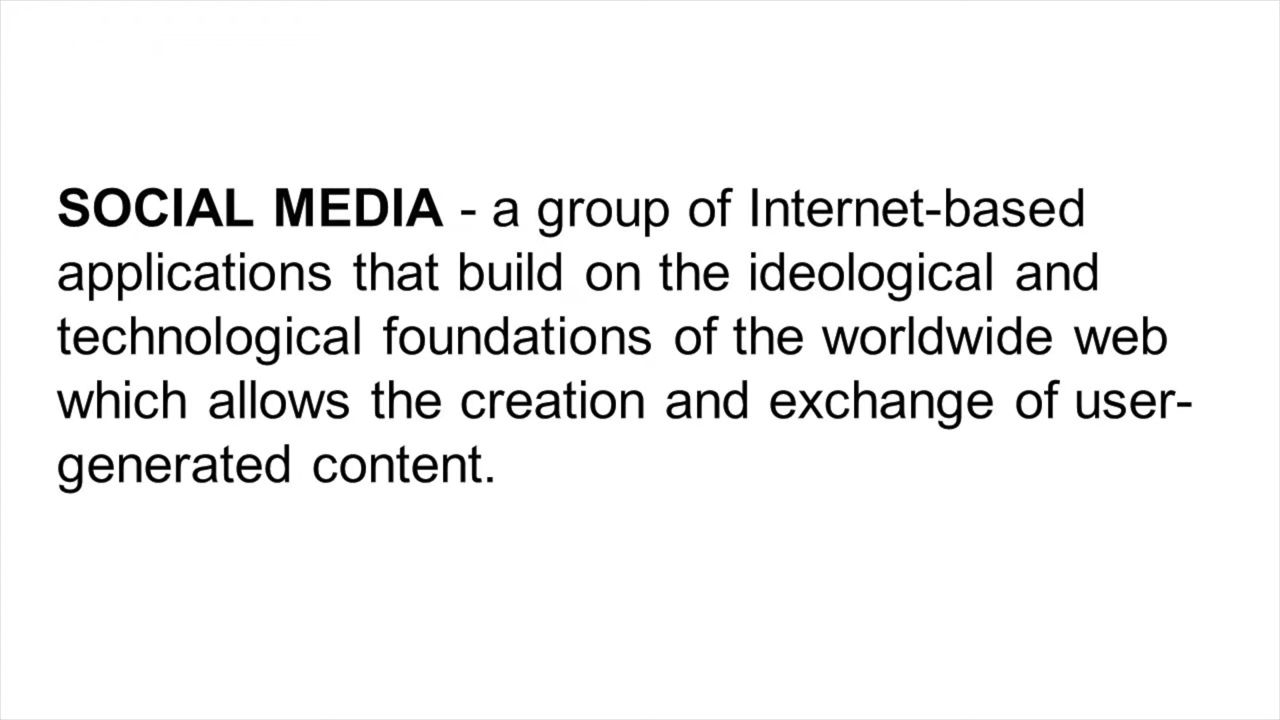 SOCIAL MEDIA - a group of Internet-based
applications that build on the ideological and
technological foundations of the worldwide web
which allows the creation and exchange of user-
generated content.